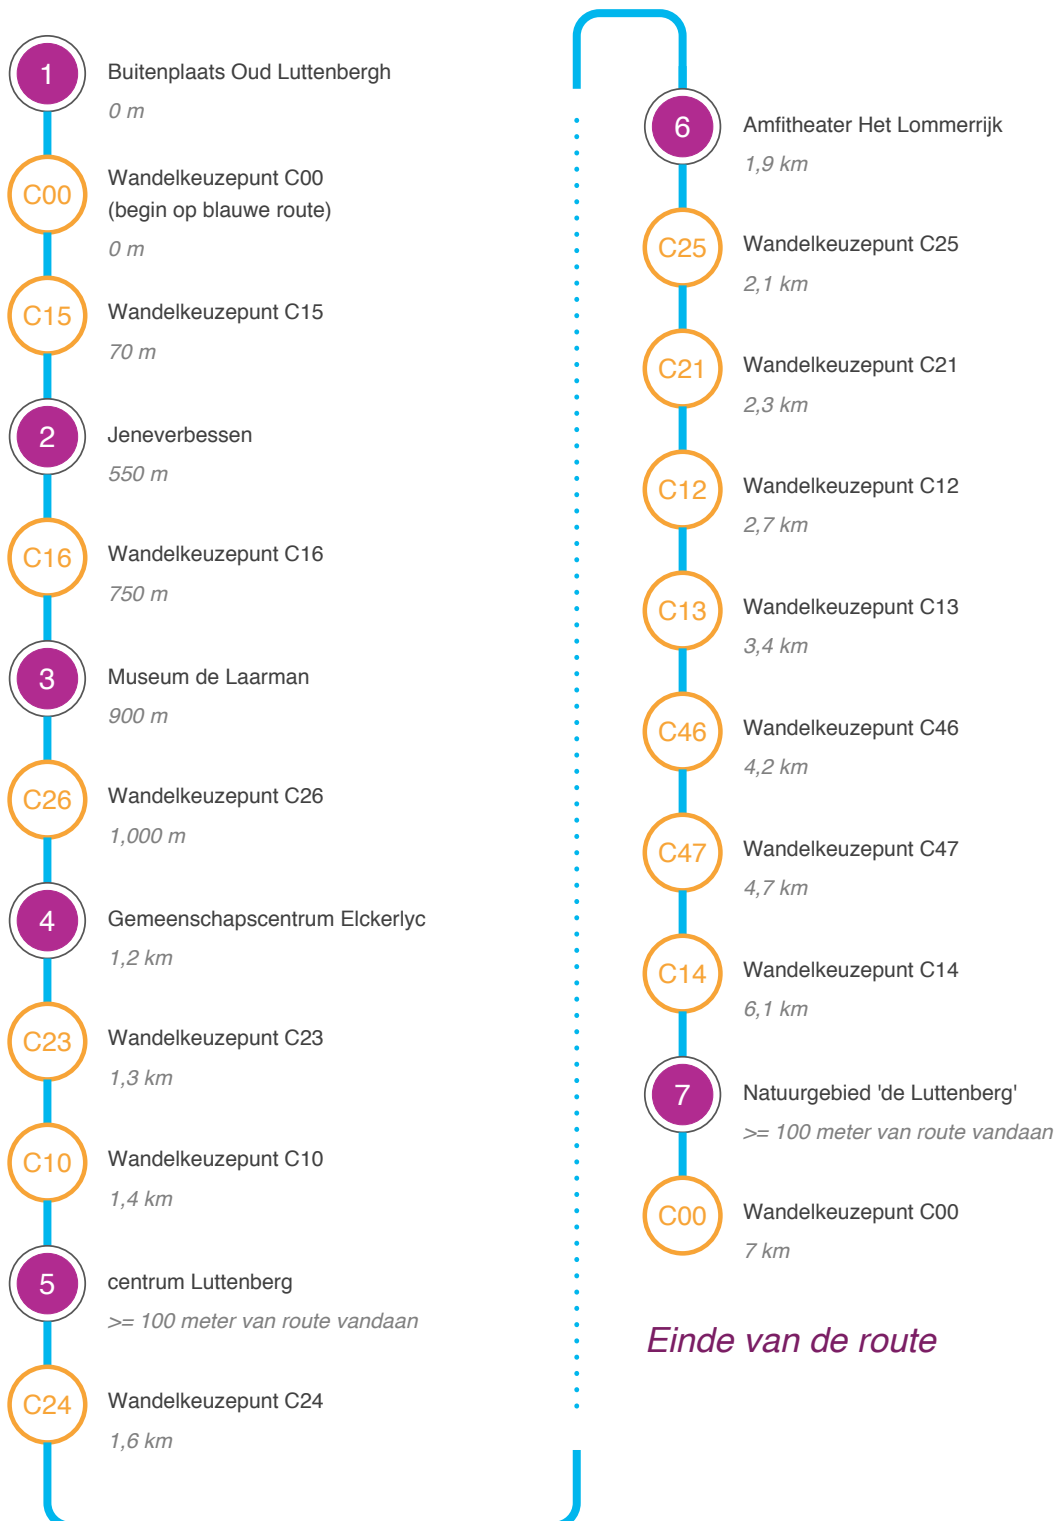 1
Buitenplaats Oud Luttenbergh
0 m
C00
Wandelkeuzepunt C00
(begin op blauwe route)
0 m
C15
Wandelkeuzepunt C15
70 m
2
Jeneverbessen
550 m
C16
Wandelkeuzepunt C16
750 m
3
Museum de Laarman
900 m
C26
Wandelkeuzepunt C26
1,000 m
4
Gemeenschapscentrum Elckerlyc
1,2 km
C23
Wandelkeuzepunt C23
1,3 km
C10
Wandelkeuzepunt C10
1,4 km
5
centrum Luttenberg
>= 100 meter van route vandaan
C24
Wandelkeuzepunt C24
1,6 km
6
Amfitheater Het Lommerrijk
1,9 km
C25
Wandelkeuzepunt C25
2,1 km
C21
Wandelkeuzepunt C21
2,3 km
C12
Wandelkeuzepunt C12
2,7 km
C13
Wandelkeuzepunt C13
3,4 km
C46
Wandelkeuzepunt C46
4,2 km
C47
Wandelkeuzepunt C47
4,7 km
C14
Wandelkeuzepunt C14
6,1 km
7
Natuurgebied 'de Luttenberg'
>= 100 meter van route vandaan
C00
Wandelkeuzepunt C00
7 km
Einde van de route